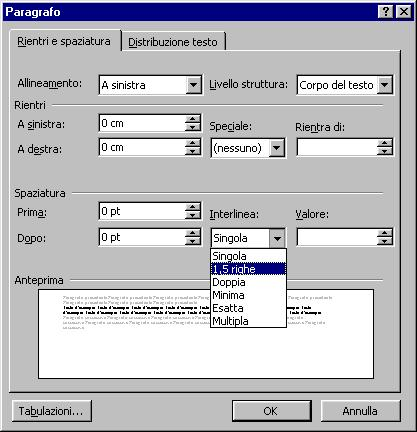 Paragrafo
Rientri e spaziatura Distribuzione testo
Allineamento: A sinistra Livello struttura: Corpo del testo
Rientri
A sinistra: 0 cm Speciale: Rientra di:
A destra: 0 cm (nessuno)
Spaziatura
Prima: 0 pt Interlinea: Valore:
Dopo: 0 pt Singola
Singola
1,5 righe
Doppia
Minima
Esatta
Multipla
Anteprima
Tabulazioni... OK Annulla